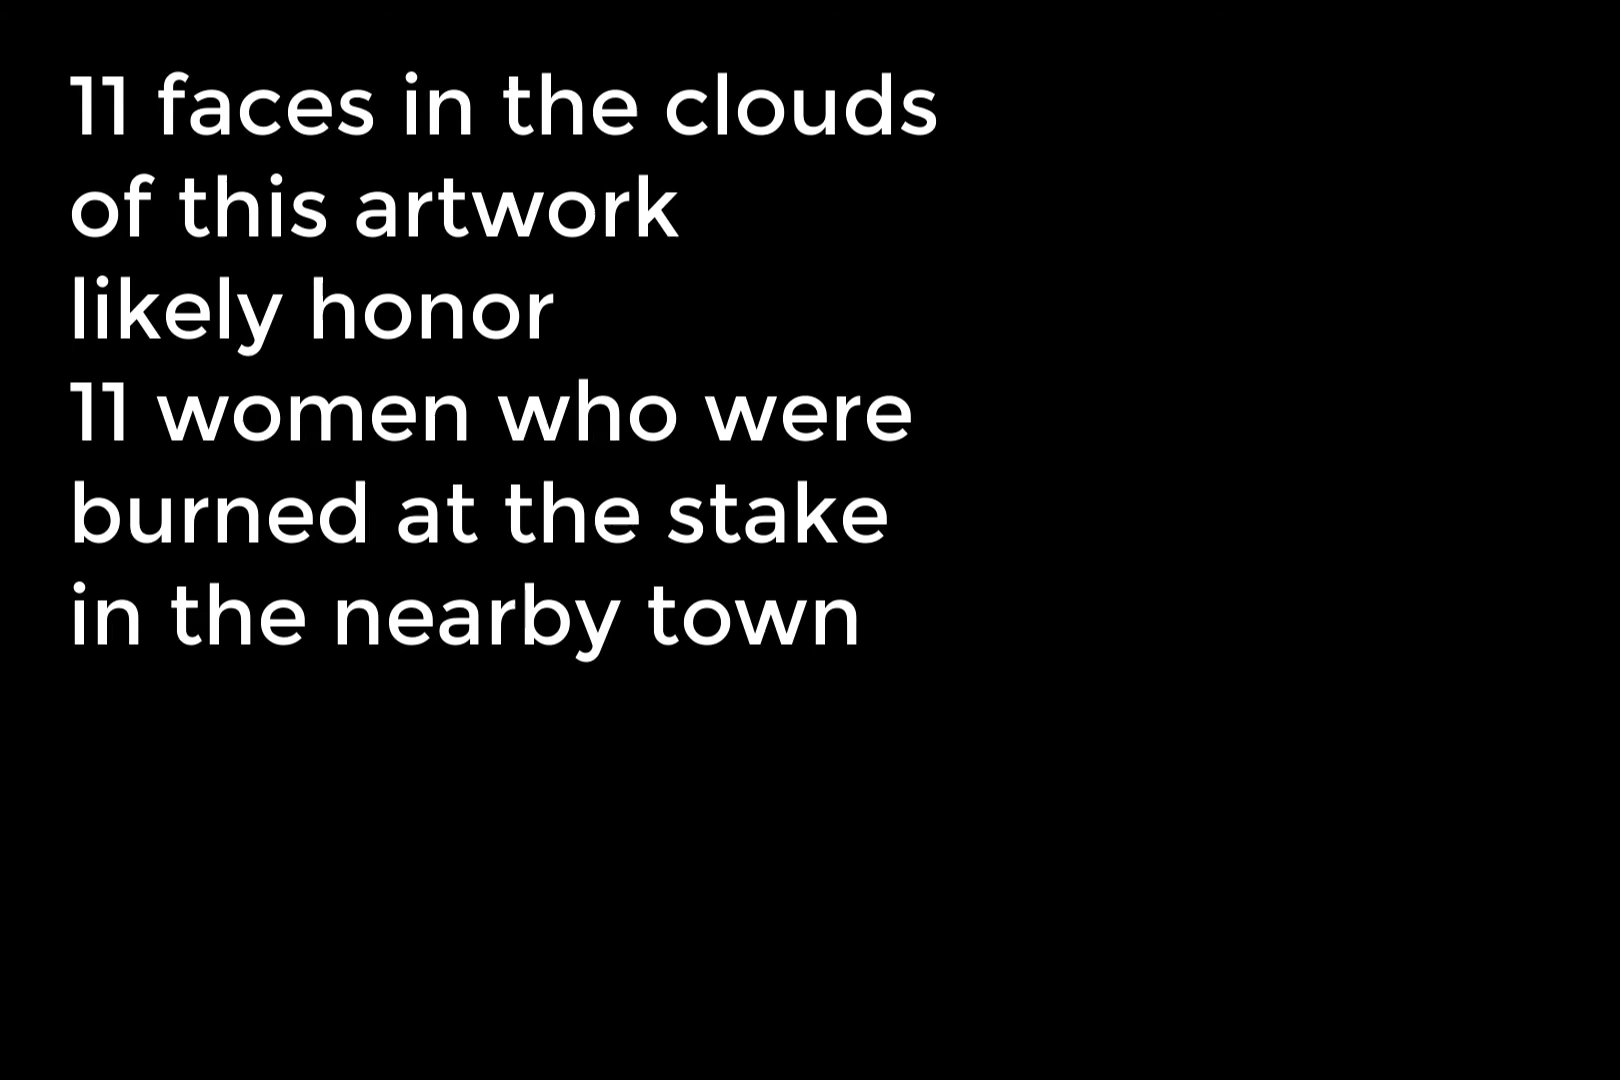 11 faces in the clouds
of this artwork
likely honor
11 women who were
burned at the stake
in the nearby town